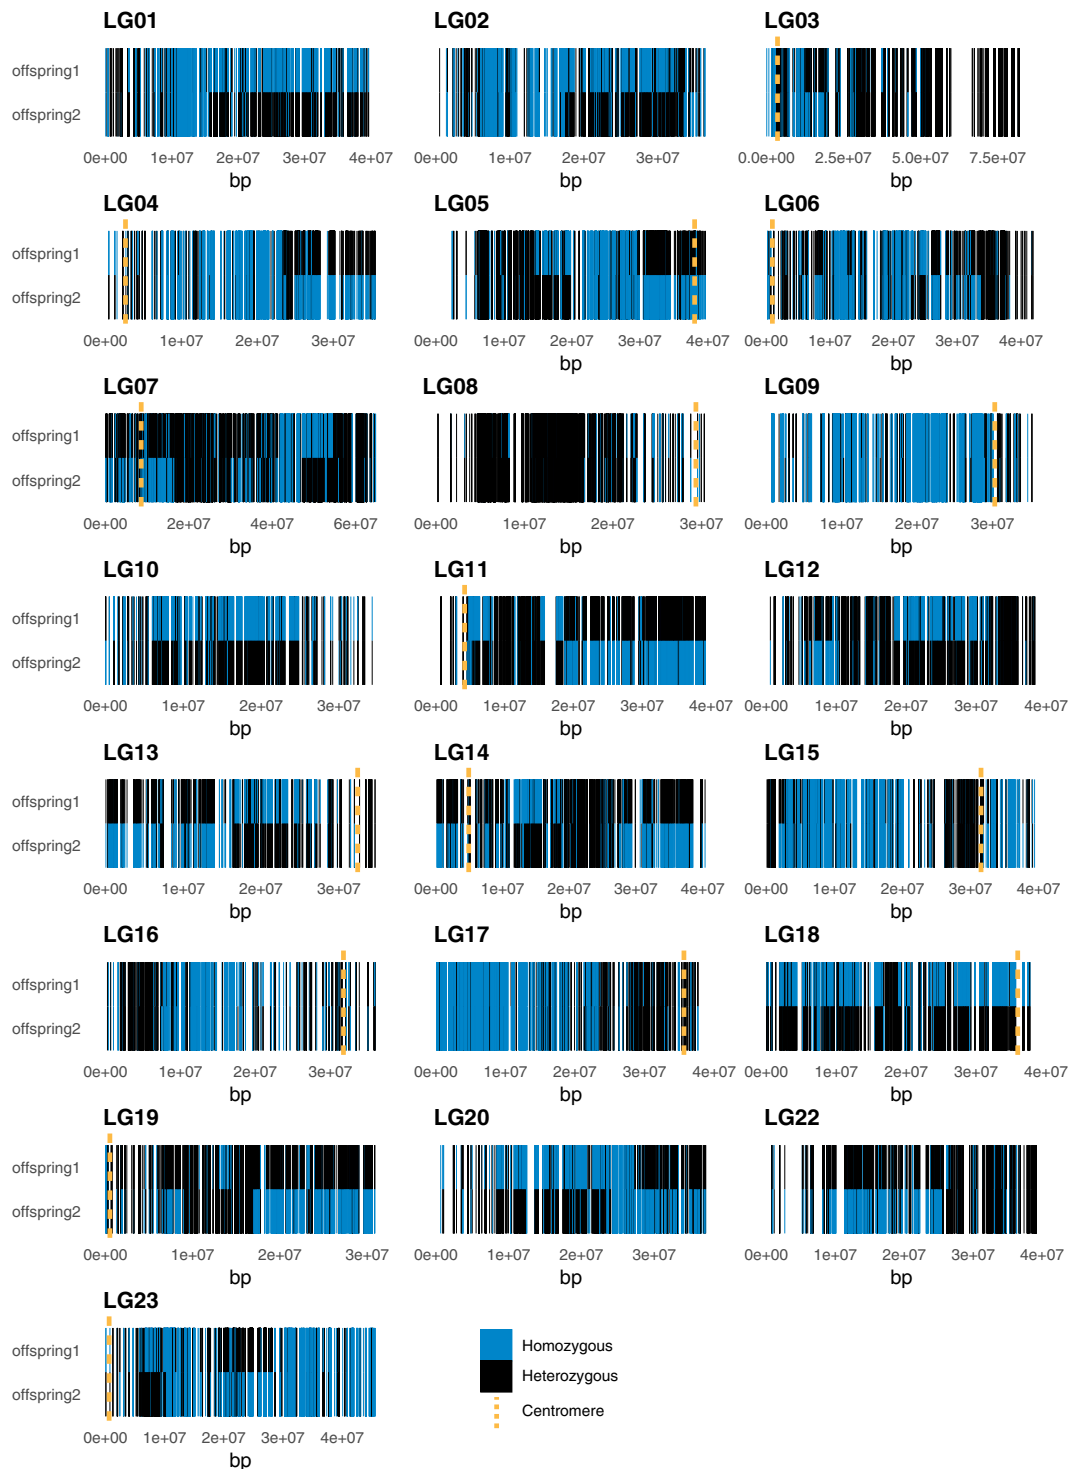 LG01 LG02 LG03
offspring1
offspring2
0e+00 1e+07 2e+07 3e+07 4e+07 0e+00 1e+07 2e+07 3e+07 0.0e+00 2.5e+07 5.0e+07 7.5e+07
bp bp bp
LG04 LG05 LG06
offspring1
offspring2
0e+00 1e+07 2e+07 3e+07 0e+00 1e+07 2e+07 3e+07 4e+07 0e+00 1e+07 2e+07 3e+07 4e+07
bp bp bp
LG07 LG08 LG09
offspring1
offspring2
0e+00 2e+07 4e+07 6e+07 0e+00 1e+07 2e+07 3e+07 0e+00 1e+07 2e+07 3e+07
bp bp bp
LG10 LG11 LG12
offspring1
offspring2
0e+00 1e+07 2e+07 3e+07 0e+00 1e+07 2e+07 3e+07 4e+07 0e+00 1e+07 2e+07 3e+07 4e+07
bp bp bp
LG13 LG14 LG15
offspring1
offspring2
0e+00 1e+07 2e+07 3e+07 0e+00 1e+07 2e+07 3e+07 4e+07 0e+00 1e+07 2e+07 3e+07 4e+07
bp bp bp
LG16 LG17 LG18
offspring1
offspring2
0e+00 1e+07 2e+07 3e+07 0e+00 1e+07 2e+07 3e+07 4e+07 0e+00 1e+07 2e+07 3e+07 4e+07
bp bp bp
LG19 LG20 LG22
offspring1
offspring2
0e+00 1e+07 2e+07 3e+07 0e+00 1e+07 2e+07 3e+07 0e+00 1e+07 2e+07 3e+07 4e+07
bp bp bp
LG23
offspring1
offspring2
0e+00 1e+07 2e+07 3e+07 4e+07
bp
Homozygous
Heterozygous
Centromere